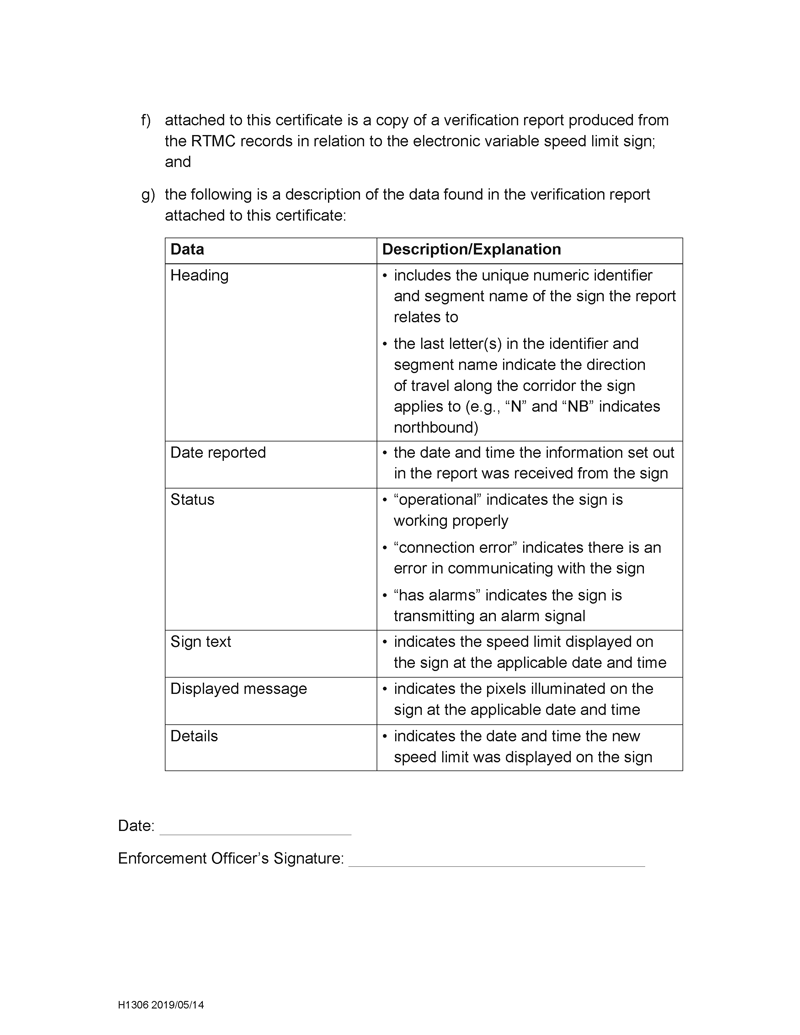 f) attached to this certificate is a copy of a verification report produced from
the RTMC records in relation to the electronic variable speed limit sign;
and
g) the following is a description of the data found in the verification report
attached to this certificate:
Data Description/Explanation
Heading • includes the unique numeric identifier
and segment name of the sign the report
relates to
• the last letter(s) in the identifier and
segment name indicate the direction
of travel along the corridor the sign
applies to (e.g., “N” and “NB” indicates
northbound)
Date reported • the date and time the information set out
in the report was received from the sign
Status • “operational” indicates the sign is
working properly
• “connection error” indicates there is an
error in communicating with the sign
• “has alarms” indicates the sign is
transmitting an alarm signal
Sign text • indicates the speed limit displayed on
the sign at the applicable date and time
Displayed message • indicates the pixels illuminated on the
sign at the applicable date and time
Details • indicates the date and time the new
speed limit was displayed on the sign
Date:
Enforcement Officer’s Signature:
H1306 2019/05/14